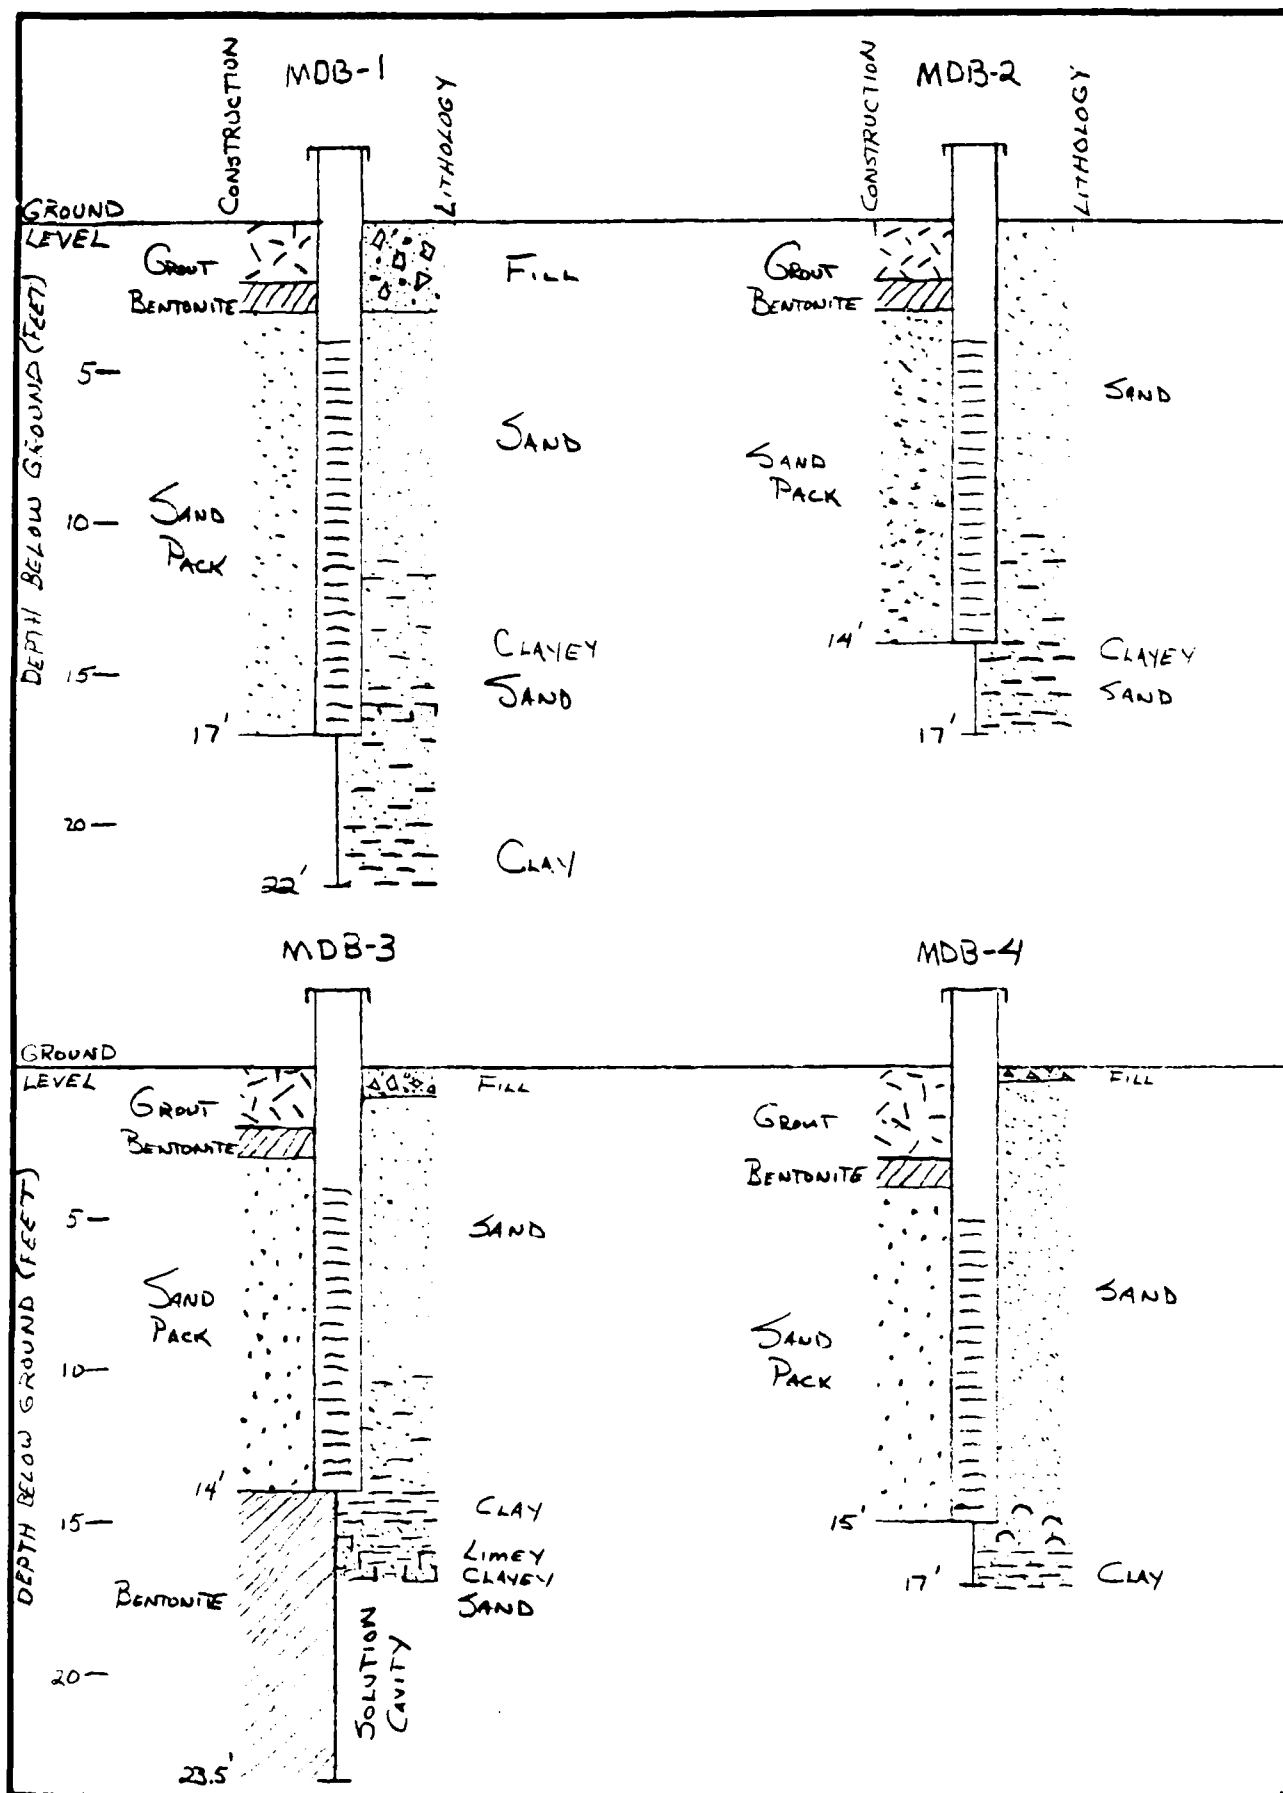 MDB-1
CONSTRUCTION
LITHOLOGY
MDB-2
CONSTRUCTION
LITHOLOGY
GROUND
LEVEL
DEPTH BELOW GROUND (FEET)
GROUT
BENTONITE
FILL
5
SAND
10
SAND
PACK
CLAYEY
SAND
15
17'
20
CLAY
22'
GROUT
BENTONITE
SAND
SAND
PACK
14'
CLAYEY
SAND
17'
MDB-3
MDB-4
GROUND
LEVEL
DEPTH BELOW GROUND (FEET)
GROUT
BENTONITE
FILL
5
SAND
SAND
PACK
10
14'
15
CLAY
LIMEY
CLAYEY
SAND
BENTONITE
SOLUTION
CAVITY
20
23.5'
FILL
GROUT
BENTONITE
SAND
SAND
PACK
15'
17'
CLAY